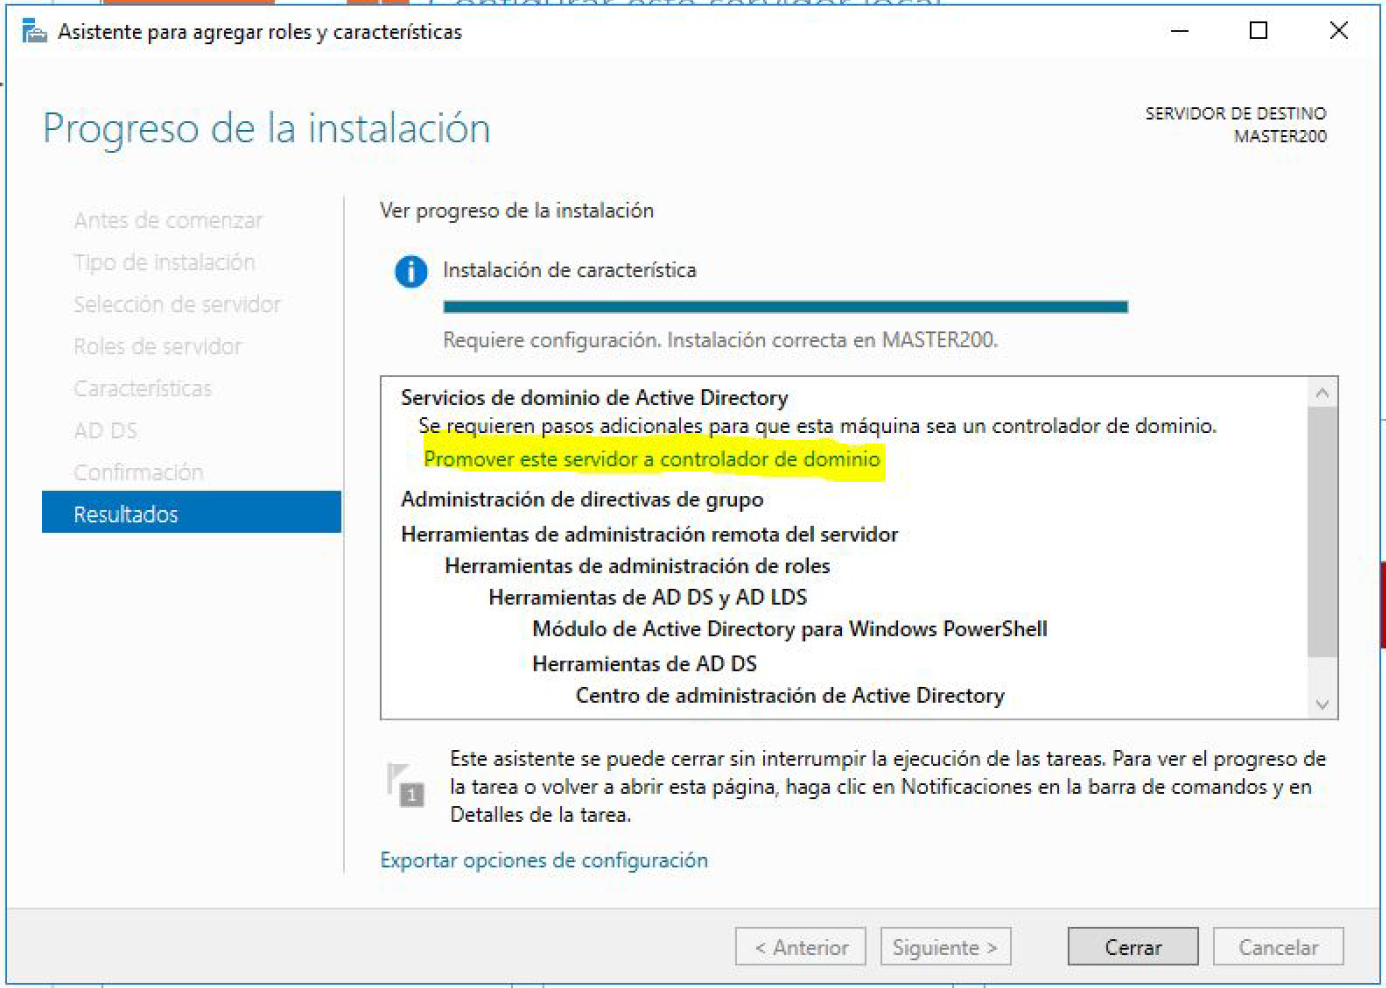 Configurar este servidor local
Asistente para agregar roles y características
Progreso de la instalación
SERVIDOR DE DESTINO
MASTER200
Antes de comenzar
Tipo de instalación
Selección de servidor
Roles de servidor
Características
AD DS
Confirmación
Resultados
Ver progreso de la instalación
Instalación de característica
Requiere configuración. Instalación correcta en MASTER200.
Servicios de dominio de Active Directory
Se requieren pasos adicionales para que esta máquina sea un controlador de dominio.
Promover este servidor a controlador de dominio
Administración de directivas de grupo
Herramientas de administración remota del servidor
Herramientas de administración de roles
Herramientas de AD DS y AD LDS
Módulo de Active Directory para Windows PowerShell
Herramientas de AD DS
Centro de administración de Active Directory
1
Este asistente se puede cerrar sin interrumpir la ejecución de las tareas. Para ver el progreso de
la tarea o volver a abrir esta página, haga clic en Notificaciones en la barra de comandos y en
Detalles de la tarea.
Exportar opciones de configuración
< Anterior
Siguiente >
Cerrar
Cancelar